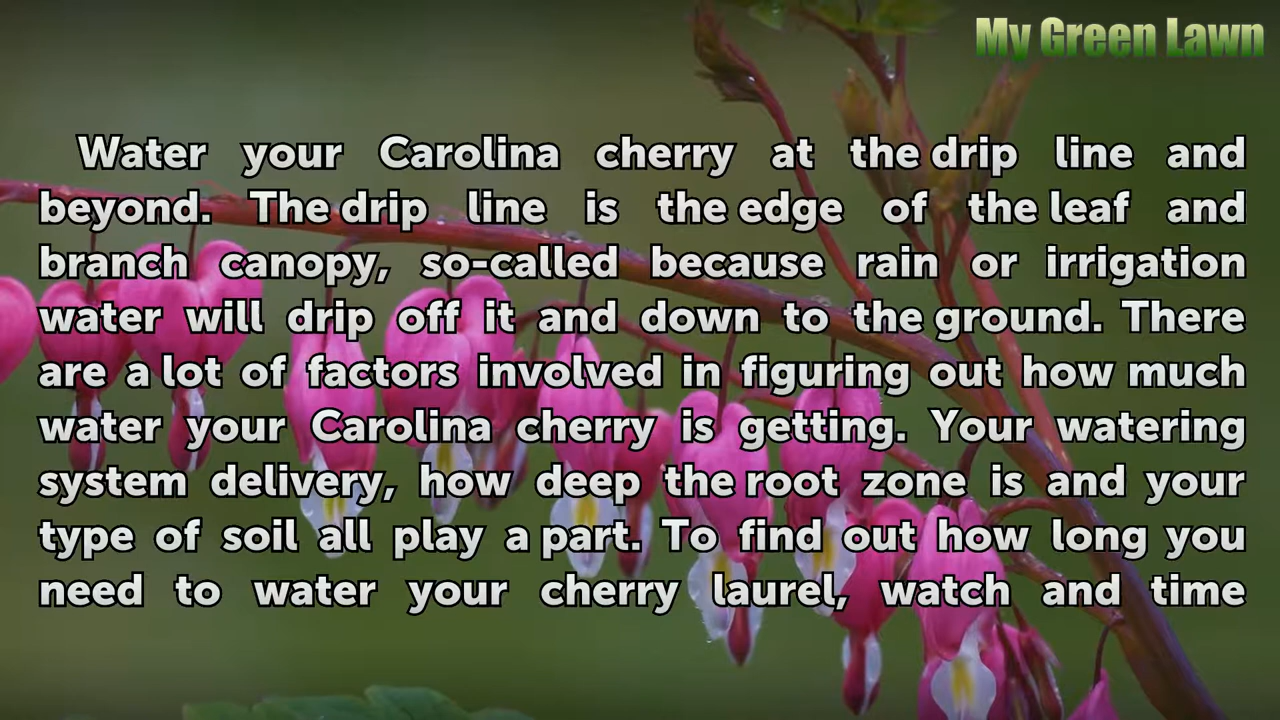 My Green Lawn
Water your Carolina cherry at the drip line and
beyond. The drip line is the edge of the leaf and
branch canopy, so-called because rain or irrigation
water will drip off it and down to the ground. There
are a lot of factors involved in figuring out how much
water your Carolina cherry is getting. Your watering
system delivery, how deep the root zone is and your
type of soil all play a part. To find out how long you
need to water your cherry laurel, watch and time